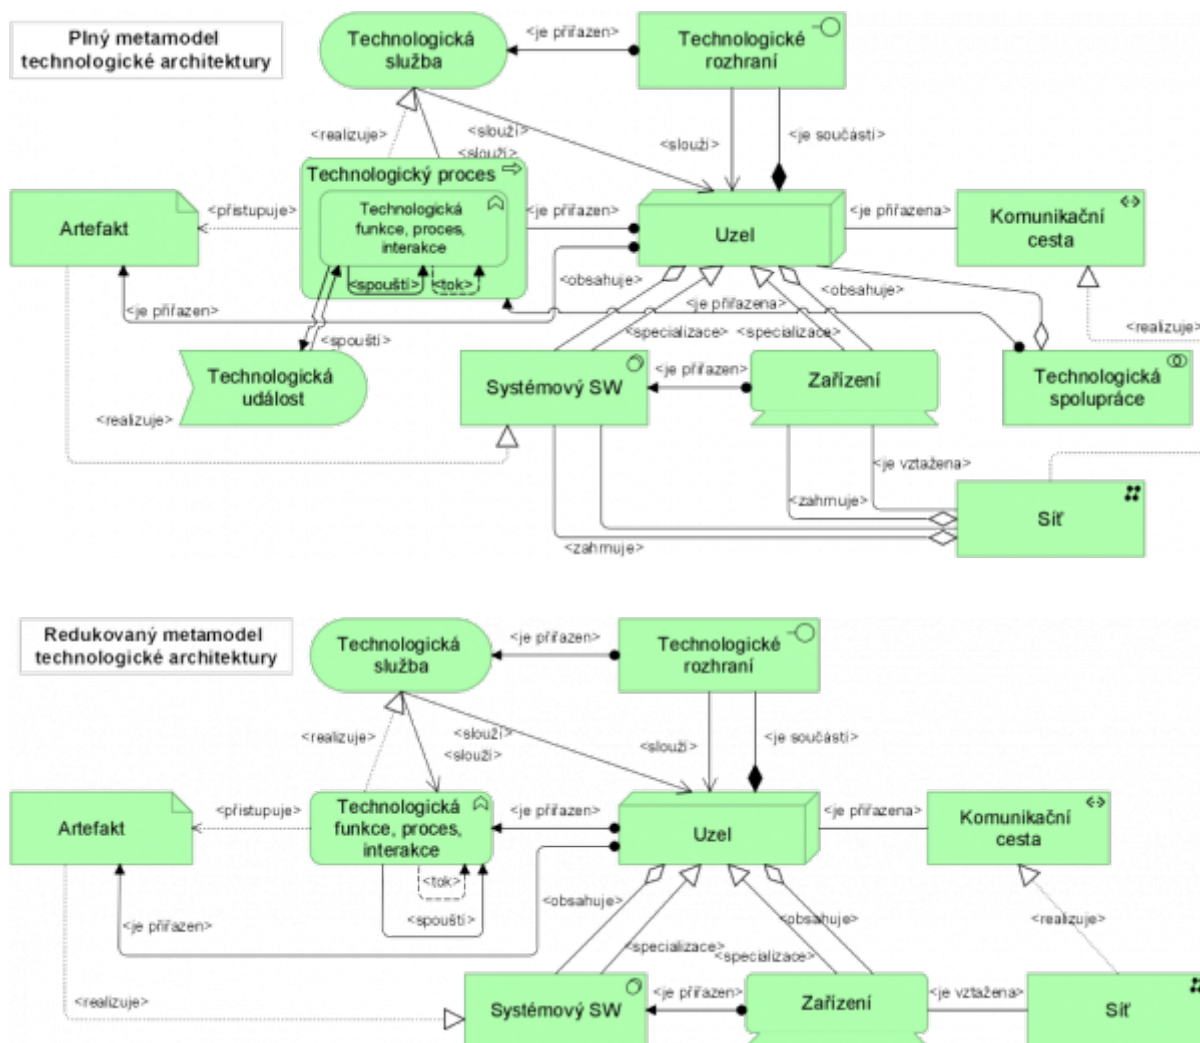 Plný metamodel
technologické architektury
Technologická
služba
<je přiřazen>
Technologické
rozhraní
<realizuje>
<slouží>
<slouží>
<slouží>
<je součástí>
Technologický proces
Artefakt
<přistupuje>
Technologická
funkce, proces,
interakce
<je přiřazen>
Uzel
<je přiřazena>
Komunikační
cesta
<spouští>
<tok>
<obsahuje>
<obsahuje>
<je přiřazen>
<je přiřazena>
<specializace>
<specializace>
<realizuje>
<spouští>
Technologická
událost
Systémový SW
<je přiřazen>
Zařízení
Technologická
spolupráce
<realizuje>
<je vztažena>
<zahrnuje>
Síť
<zahrnuje>
Redukovaný metamodel
technologické architektury
Technologická
služba
<je přiřazen>
Technologické
rozhraní
<realizuje>
<slouží>
<slouží>
<slouží>
<je součástí>
Artefakt
<přistupuje>
Technologická
funkce, proces,
interakce
<je přiřazen>
Uzel
<je přiřazena>
Komunikační
cesta
<tok>
<spouští>
<je přiřazen>
<obsahuje>
<obsahuje>
<realizuje>
<specializace>
<specializace>
<realizuje>
Systémový SW
<je přiřazen>
Zařízení
<je vztažena>
Síť